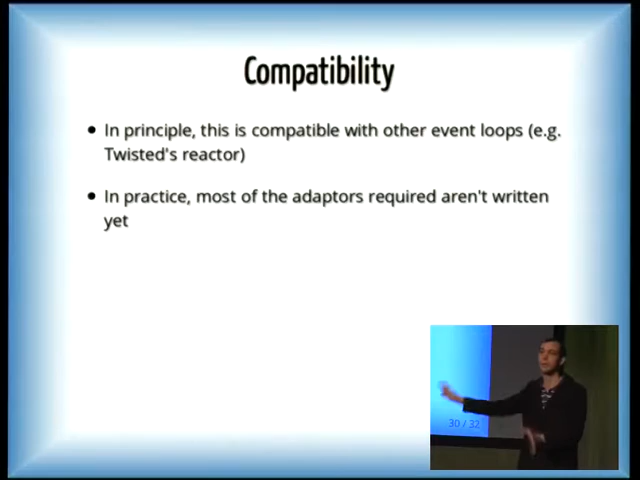 Compatibility
• In principle, this is compatible with other event loops (e.g.
Twisted's reactor)
• In practice, most of the adaptors required aren't written
yet
30 / 32